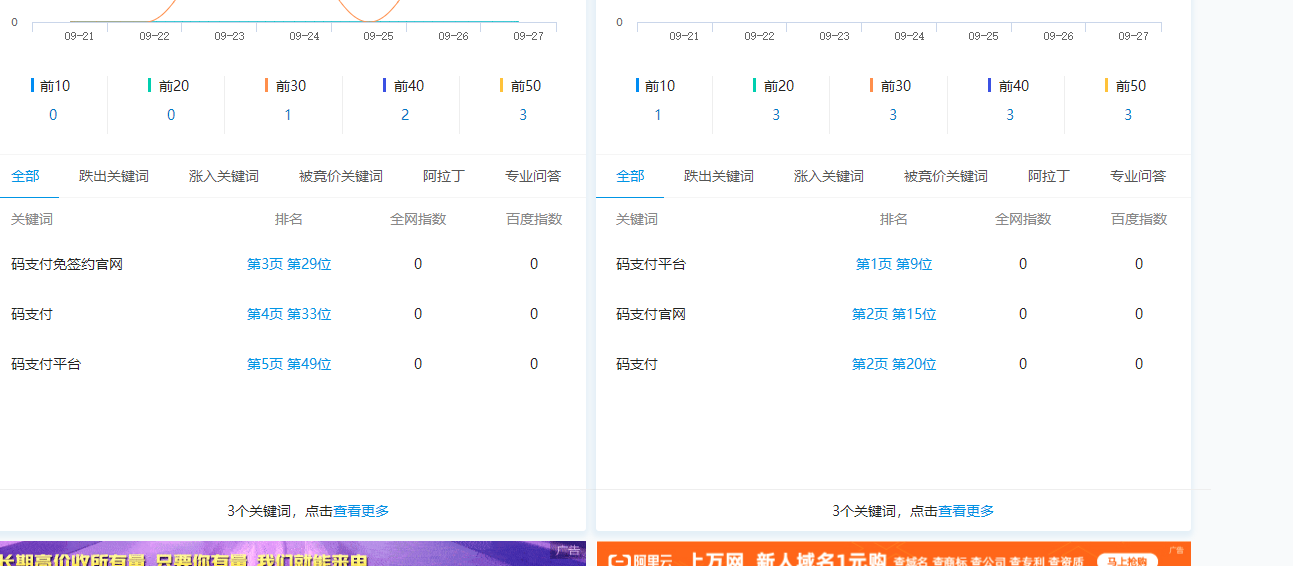 0
09-21 09-22 09-23 09-24 09-25 09-26 09-27
前10 前20 前30 前40 前50
0 0 1 2 3
全部 跌出关键词 涨入关键词 被竞价关键词 阿拉丁 专业问答
关键词 排名 全网指数 百度指数
码支付免签约官网 第3页 第29位 0 0
码支付 第4页 第33位 0 0
码支付平台 第5页 第49位 0 0
3个关键词，点击查看更多
长期高价收所有量 只要你有量 我们就能来电
广告
0
09-21 09-22 09-23 09-24 09-25 09-26 09-27
前10 前20 前30 前40 前50
1 3 3 3 3
全部 跌出关键词 涨入关键词 被竞价关键词 阿拉丁 专业问答
关键词 排名 全网指数 百度指数
码支付平台 第1页 第9位 0 0
码支付官网 第2页 第15位 0 0
码支付 第2页 第20位 0 0
3个关键词，点击查看更多
阿里云 上万网 新人域名1元购 查域名 查商标 查公司 查专利 查资质 马上抢购
广告